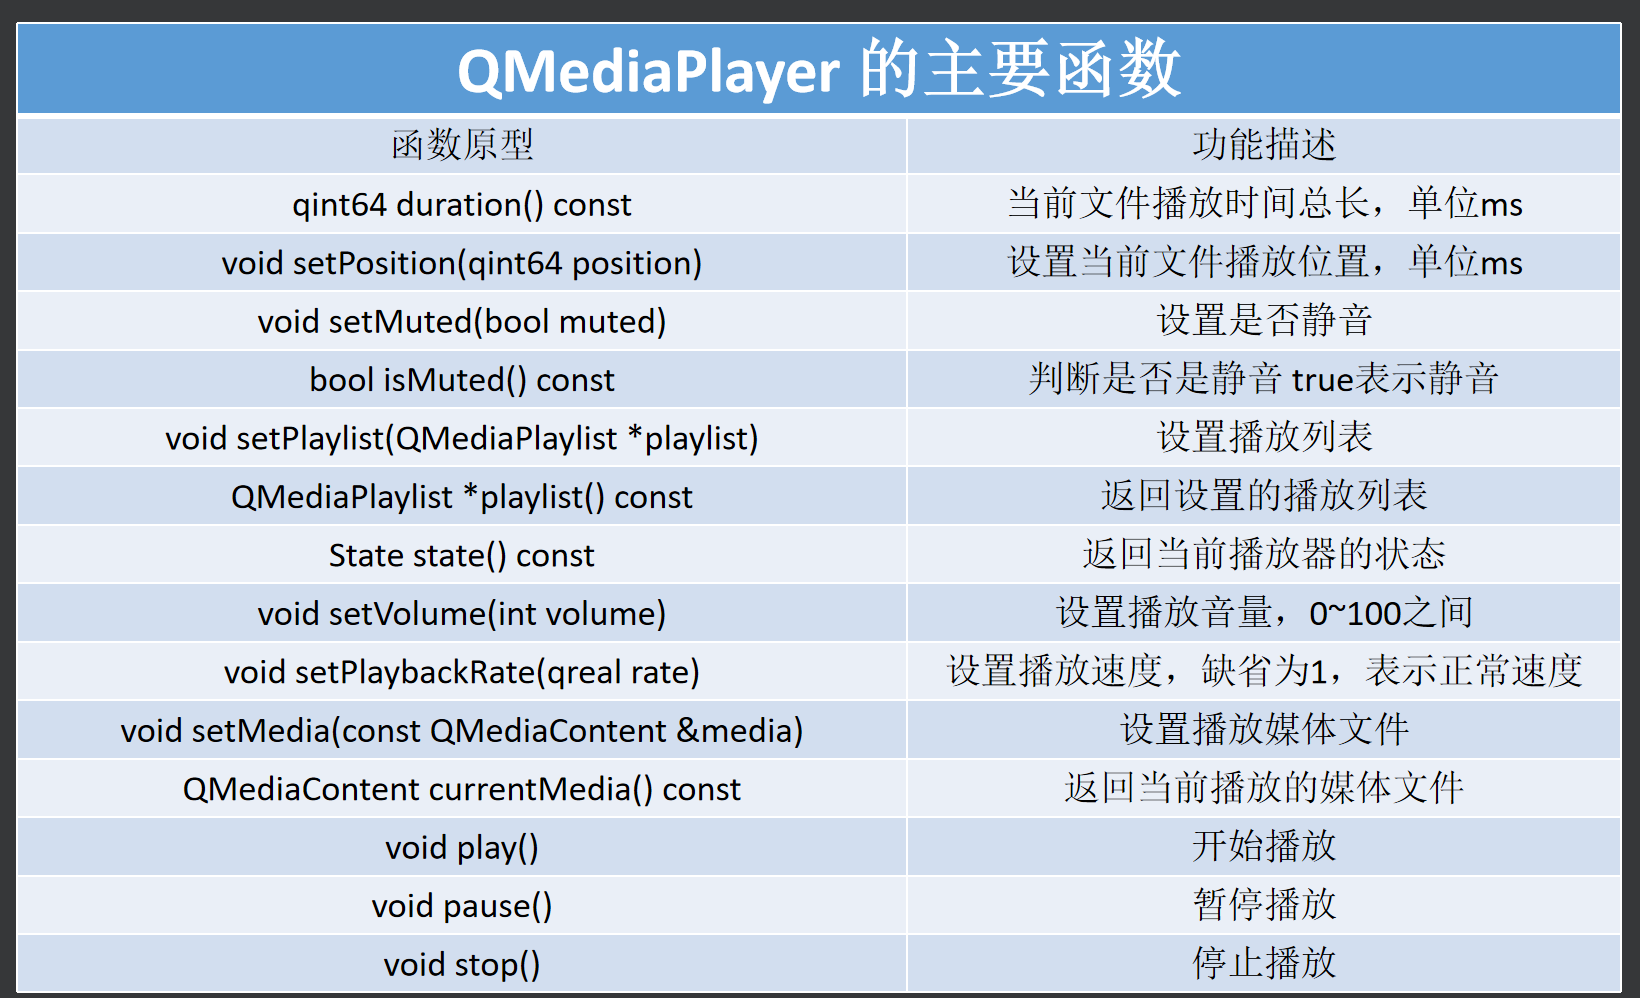 QMediaPlayer 的主要函数
函数原型 功能描述
qint64 duration() const 当前文件播放时间总长，单位ms
void setPosition(qint64 position) 设置当前文件播放位置，单位ms
void setMuted(bool muted) 设置是否静音
bool isMuted() const 判断是否是静音 true表示静音
void setPlaylist(QMediaPlaylist *playlist) 设置播放列表
QMediaPlaylist *playlist() const 返回设置的播放列表
State state() const 返回当前播放器的状态
void setVolume(int volume) 设置播放音量，0~100之间
void setPlaybackRate(qreal rate) 设置播放速度，缺省为1，表示正常速度
void setMedia(const QMediaContent &media) 设置播放媒体文件
QMediaContent currentMedia() const 返回当前播放的媒体文件
void play() 开始播放
void pause() 暂停播放
void stop() 停止播放